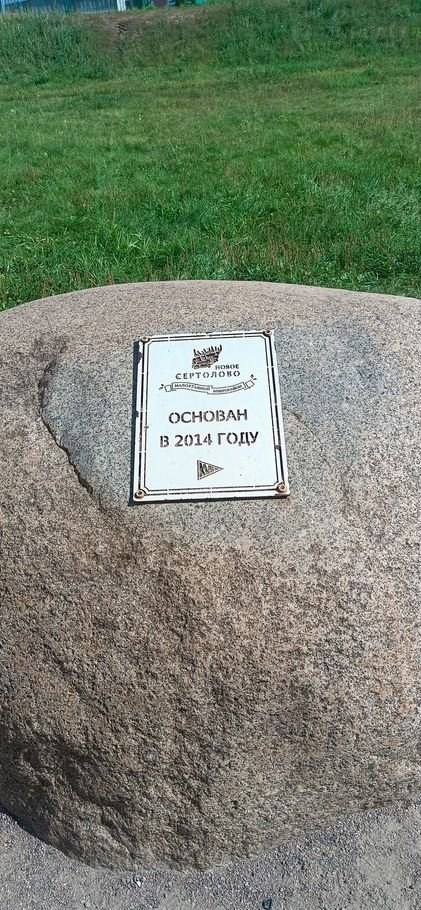 НОВОЕ
СЕРТОЛОВО
МАЛОЭТАЖНЫЙ МИКРОРАЙОН
ОСНОВАН
В 2014 ГОДУ